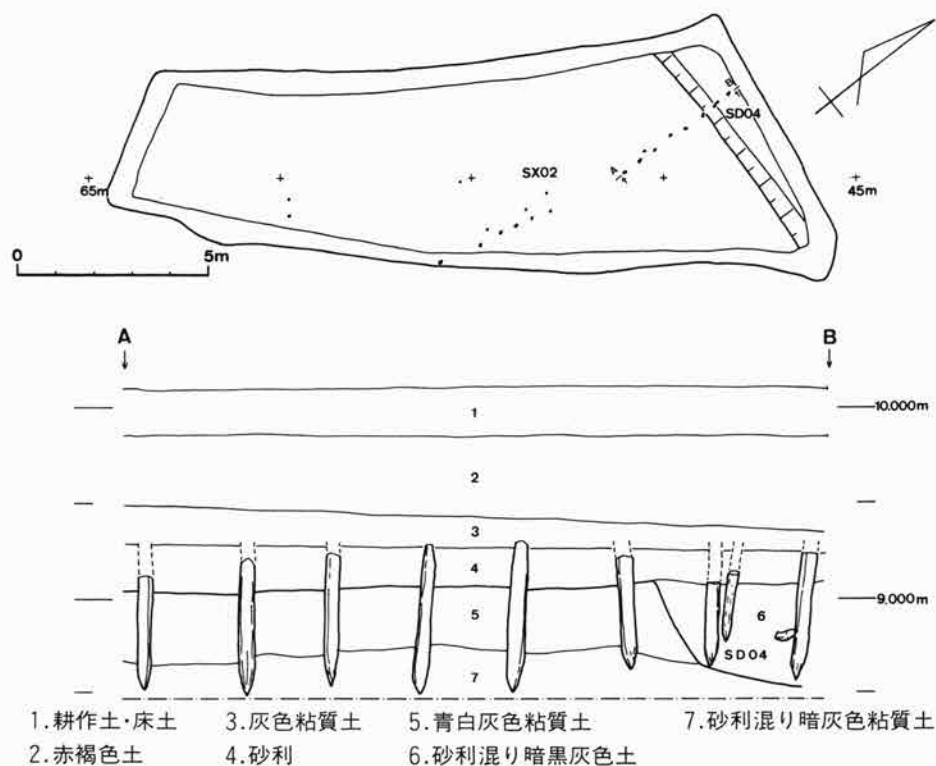 B
SD04
SX02
A
65m
45m
0 5m
A B
1
10.000m
2
3
4
5
6
9.000m
SD04
7
1.耕作土・床土 3.灰色粘質土 5.青白灰色粘質土 7.砂利混り暗灰色粘質土
2.赤褐色土 4.砂利 6.砂利混り暗黒灰色土